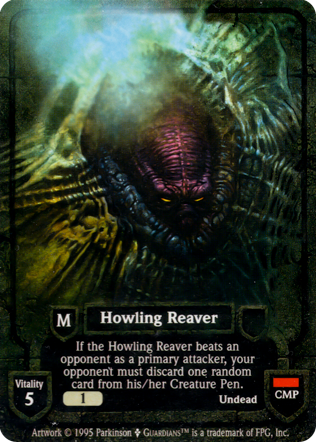 M
Howling Reaver
If the Howling Reaver beats an
opponent as a primary attacker, your
opponent must discard one random
card from his/her Creature Pen.
Vitality
5
1
Undead
CMP
Artwork © 1995 Parkinson ⚜ GUARDIANS™ is a trademark of FPG, Inc.